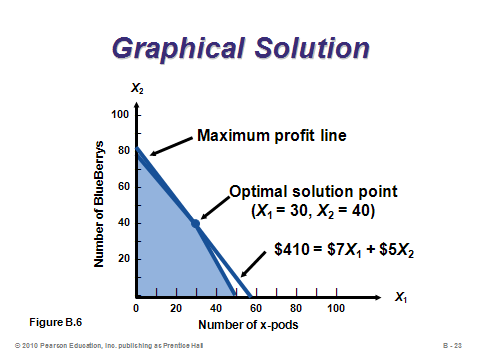 Graphical Solution
X2
100
80
60
40
20
Number of BlueBerrys
Maximum profit line
Optimal solution point
(X1 = 30, X2 = 40)
$410 = $7X1 + $5X2
0 20 40 60 80 100
X1
Number of x-pods
Figure B.6
© 2010 Pearson Education, Inc. publishing as Prentice Hall
B - 28